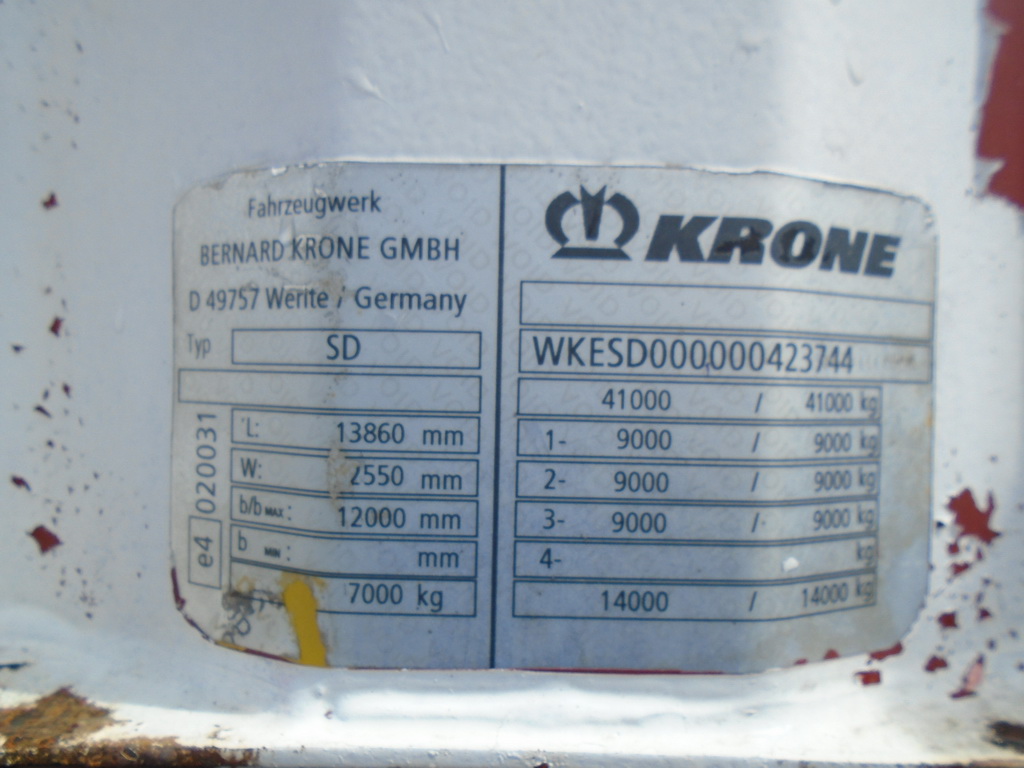 Fahrzeugwerk
BERNARD KRONE GMBH
D 49757 Werlte / Germany
Typ SD
e4 020031
L: 13860 mm
W: 2550 mm
b/b MAX: 12000 mm
b MIN: mm
7000 kg
KRONE
WKESD000000423744
41000 / 41000 kg
1- 9000 / 9000 kg
2- 9000 / 9000 kg
3- 9000 / 9000 kg
4- kg
14000 / 14000 kg